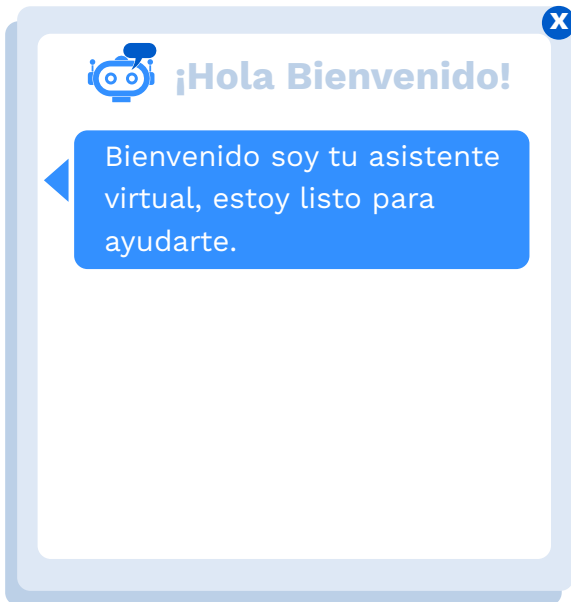 X
¡Hola Bienvenido!
Bienvenido soy tu asistente
virtual, estoy listo para
ayudarte.